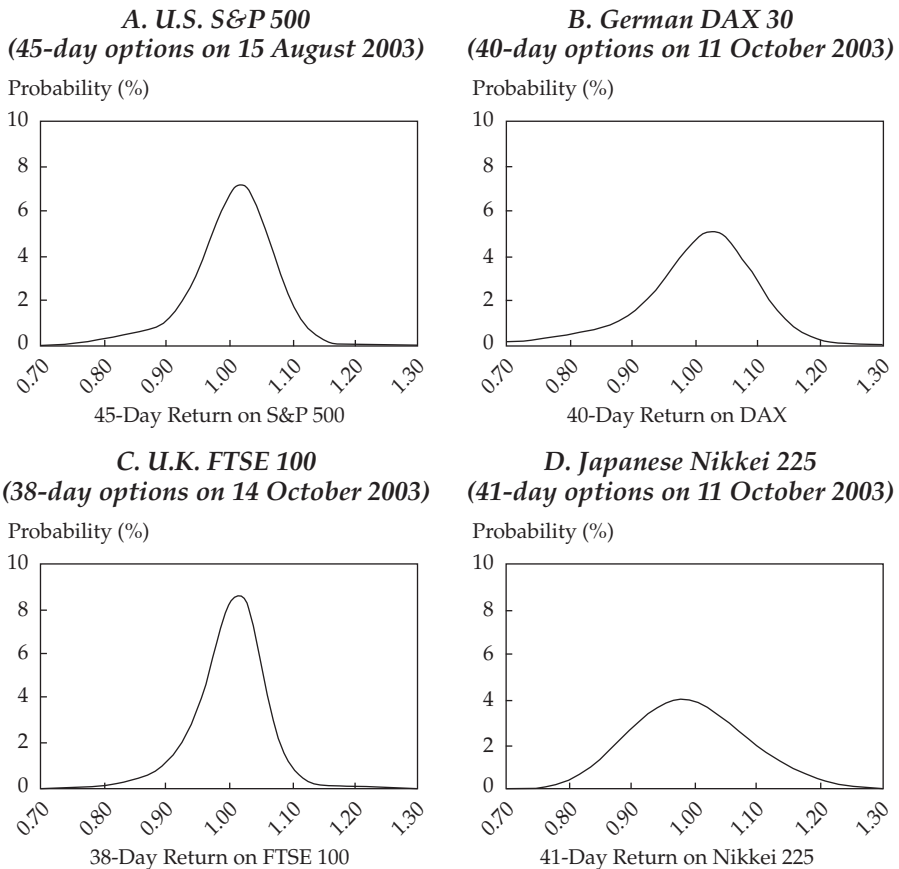 A. U.S. S&P 500
(45-day options on 15 August 2003)
Probability (%)
10
8
6
4
2
0
0.70 0.80 0.90 1.00 1.10 1.20 1.30
45-Day Return on S&P 500
B. German DAX 30
(40-day options on 11 October 2003)
Probability (%)
10
8
6
4
2
0
0.70 0.80 0.90 1.00 1.10 1.20 1.30
40-Day Return on DAX
C. U.K. FTSE 100
(38-day options on 14 October 2003)
Probability (%)
10
8
6
4
2
0
0.70 0.80 0.90 1.00 1.10 1.20 1.30
38-Day Return on FTSE 100
D. Japanese Nikkei 225
(41-day options on 11 October 2003)
Probability (%)
10
8
6
4
2
0
0.70 0.80 0.90 1.00 1.10 1.20 1.30
41-Day Return on Nikkei 225